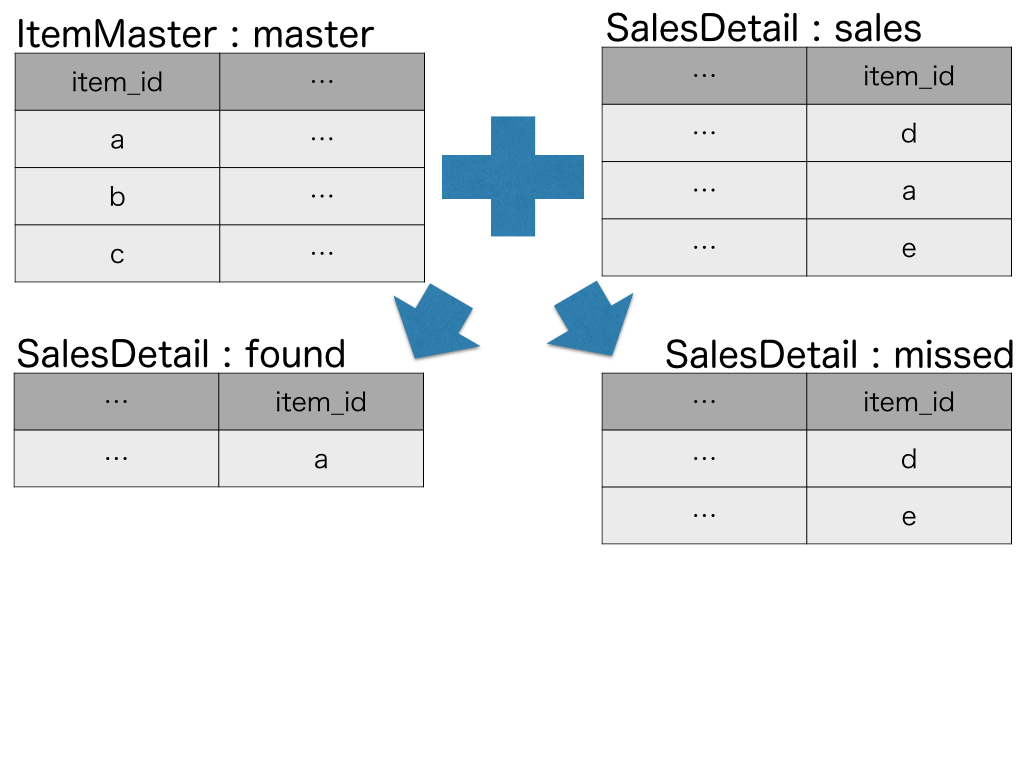 ItemMaster : master
item_id …
a …
b …
c …
SalesDetail : sales
… item_id
… d
… a
… e
SalesDetail : found
… item_id
… a
SalesDetail : missed
… item_id
… d
… e